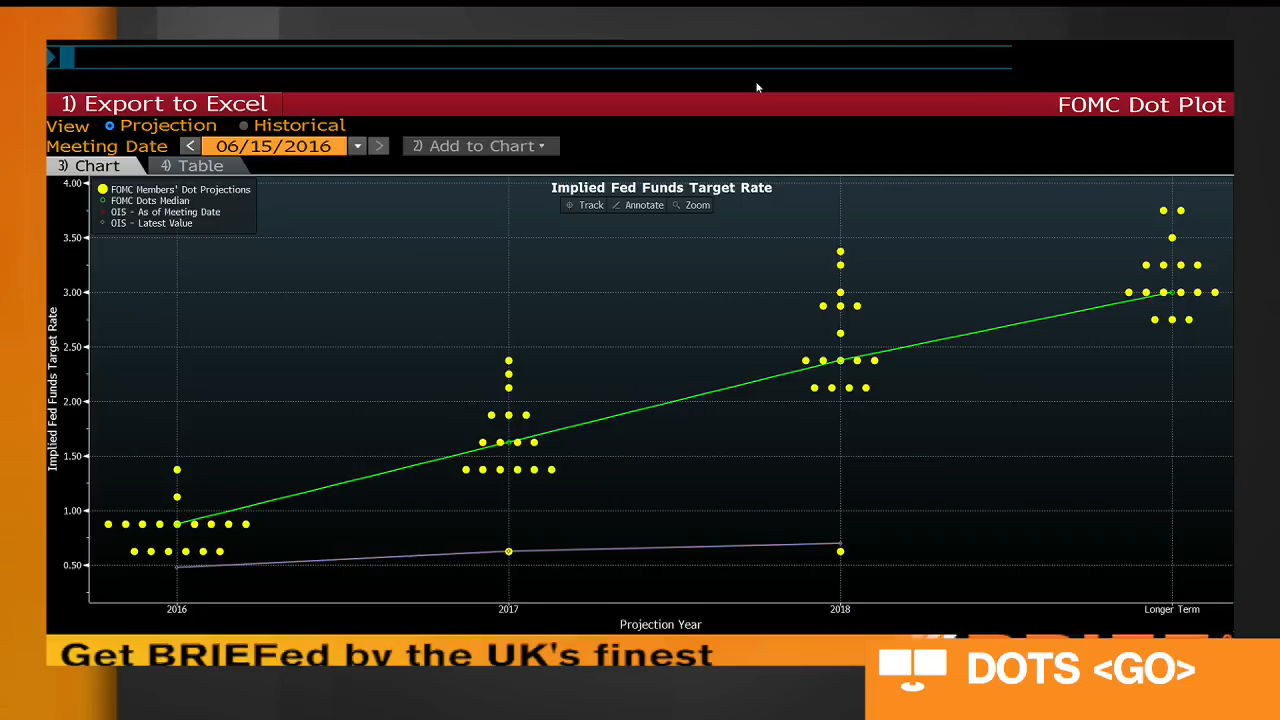 1) Export to Excel
FOMC Dot Plot
View Projection Historical
Meeting Date < 06/15/2016 > 2) Add to Chart
3) Chart 4) Table
Implied Fed Funds Target Rate
Track Annotate Zoom
FOMC Members' Dot Projections
FOMC Dots Median
OIS - As of Meeting Date
OIS - Latest Value
4.00
3.50
3.00
2.50
2.00
1.50
1.00
0.50
Implied Fed Funds Target Rate
2016 2017 2018 Longer Term
Projection Year
Get BRIEFed by the UK's finest
DOTS <GO>